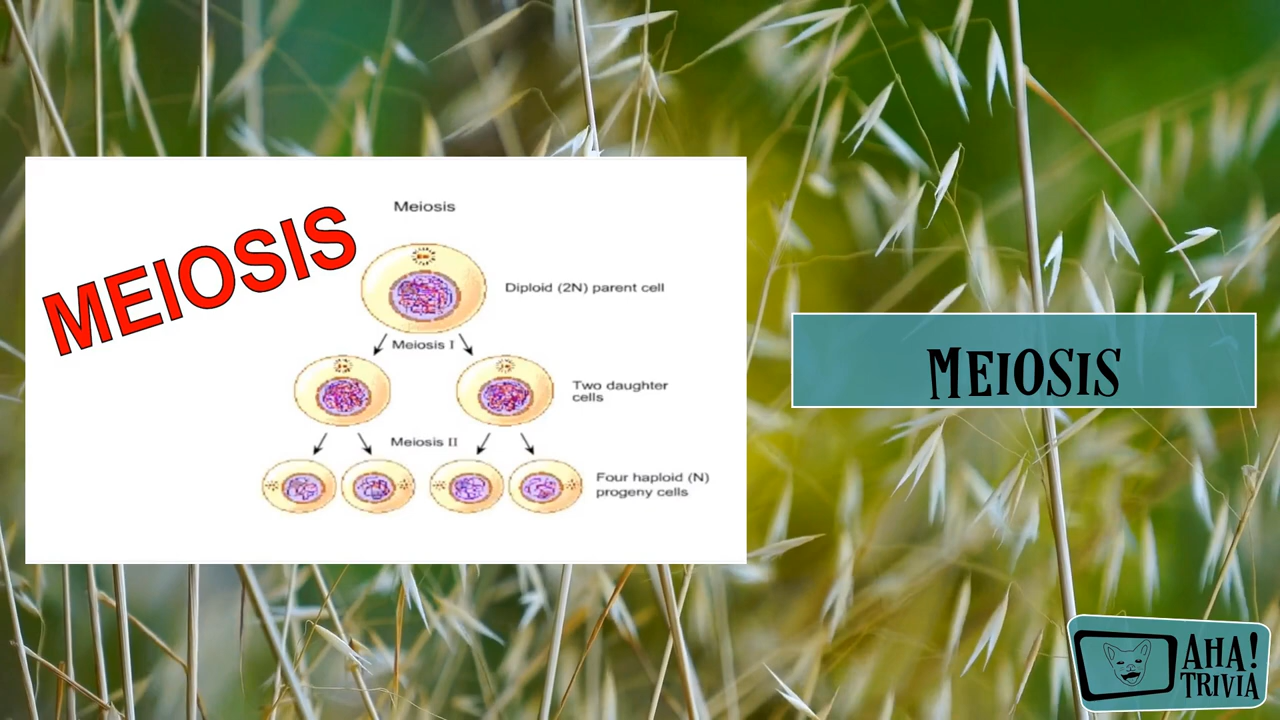 MEIOSIS
Meiosis
Diploid (2N) parent cell
Meiosis I
Two daughter
cells
Meiosis II
Four haploid (N)
progeny cells
MEIOSIS
AHA!
TRIVIA